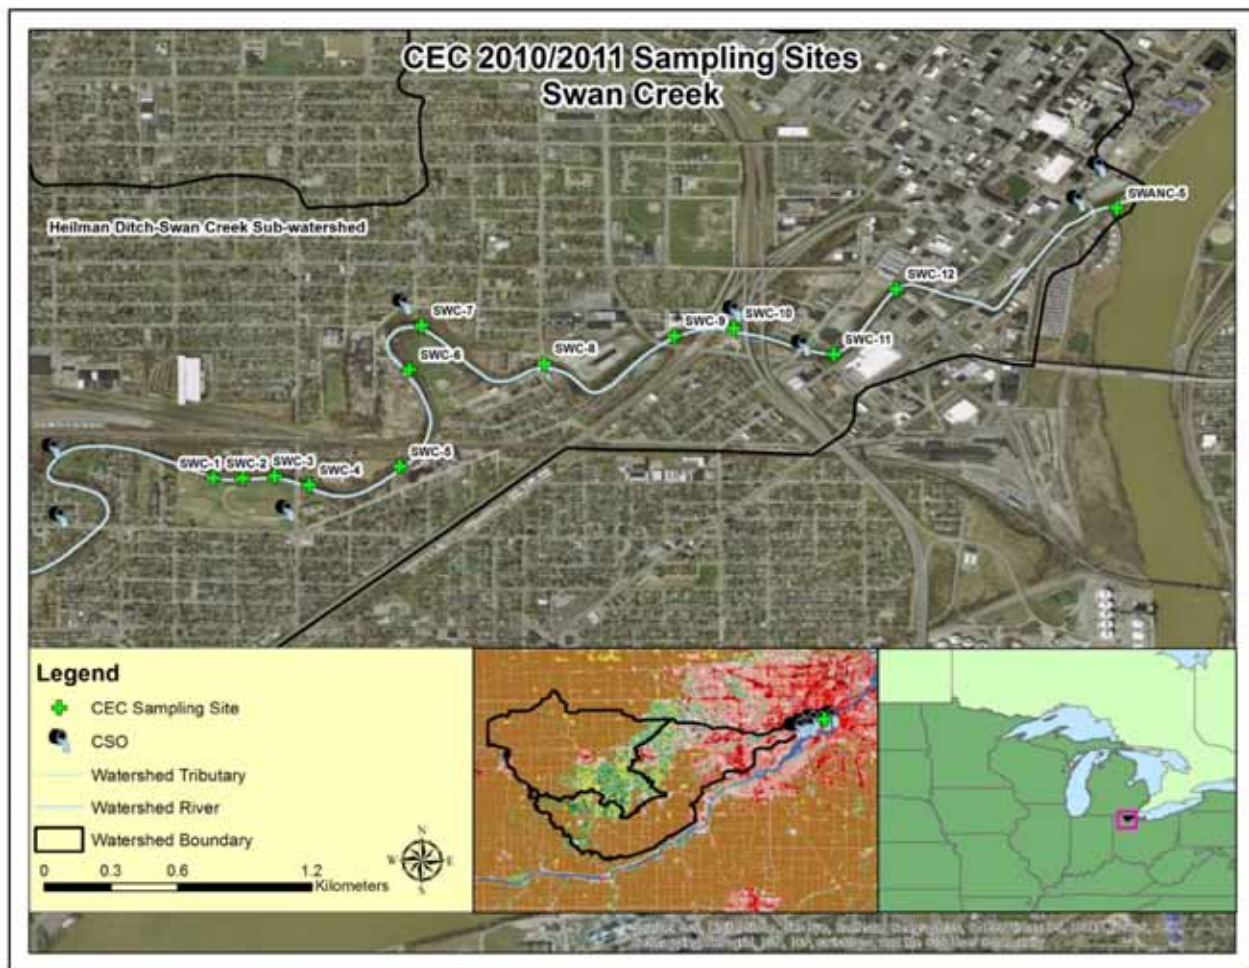 CEC 2010/2011 Sampling Sites
Swan Creek
SWANC-5
Heilman Ditch-Swan Creek Sub-watershed
SWC-12
SWC-7
SWC-9
SWC-10
SWC-11
SWC-8
SWC-6
SWC-1
SWC-2
SWC-3
SWC-4
SWC-5
Legend
CEC Sampling Site
CSO
Watershed Tributary
Watershed River
Watershed Boundary
N
W
E
S
0 0.3 0.6 1.2
Kilometers